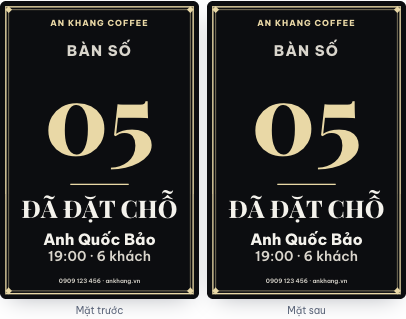 AN KHANG COFFEE
BÀN SỐ
05
ĐÃ ĐẶT CHỖ
Anh Quốc Bảo
19:00 · 6 khách
0909 123 456 · ankhang.vn
Mặt trước
AN KHANG COFFEE
BÀN SỐ
05
ĐÃ ĐẶT CHỖ
Anh Quốc Bảo
19:00 · 6 khách
0909 123 456 · ankhang.vn
Mặt sau